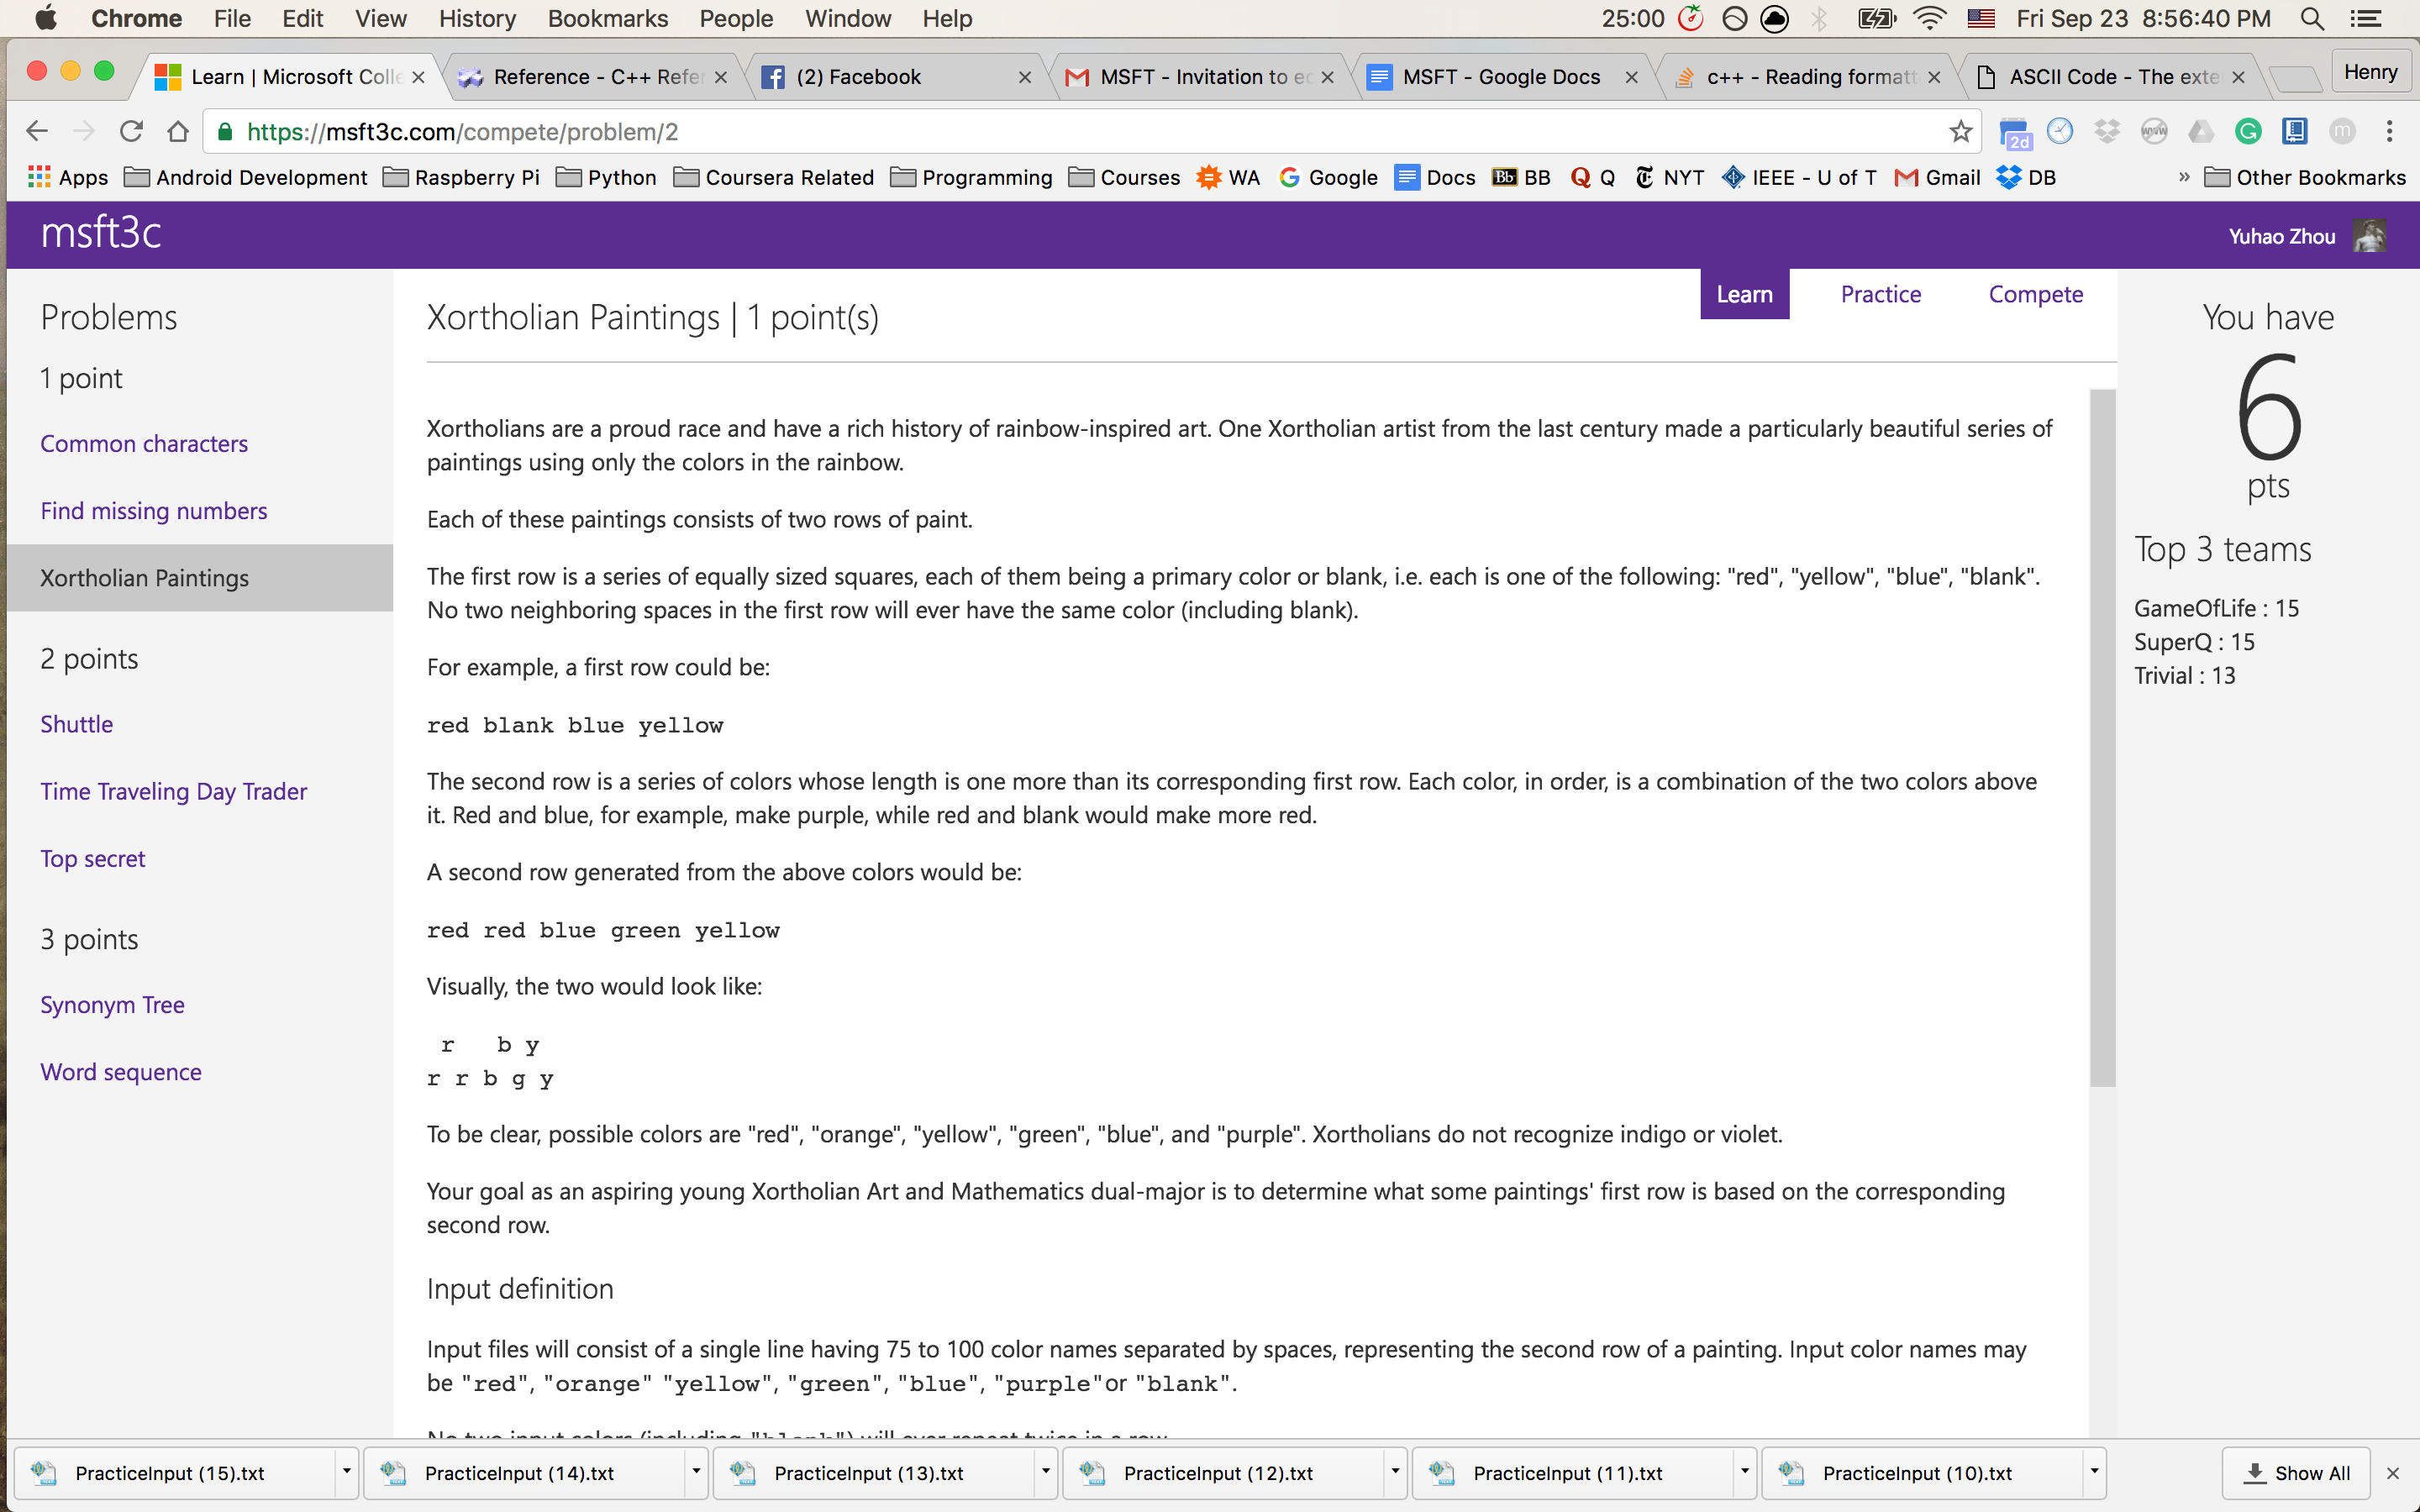 Chrome File Edit View History Bookmarks People Window Help 25:00 Fri Sep 23 8:56:40 PM
Learn | Microsoft Colle Reference - C++ Refer (2) Facebook MSFT - Invitation to ec MSFT - Google Docs c++ - Reading formatt ASCII Code - The exte Henry
https://msft3c.com/compete/problem/2 2d
Apps Android Development Raspberry Pi Python Coursera Related Programming Courses WA Google Docs BB Q NYT IEEE - U of T Gmail DB » Other Bookmarks
msft3c Yuhao Zhou
Problems
1 point
Common characters
Find missing numbers
Xortholian Paintings
2 points
Shuttle
Time Traveling Day Trader
Top secret
3 points
Synonym Tree
Word sequence
Xortholian Paintings | 1 point(s)
Learn Practice Compete
Xortholians are a proud race and have a rich history of rainbow-inspired art. One Xortholian artist from the last century made a particularly beautiful series of
paintings using only the colors in the rainbow.
Each of these paintings consists of two rows of paint.
The first row is a series of equally sized squares, each of them being a primary color or blank, i.e. each is one of the following: "red", "yellow", "blue", "blank".
No two neighboring spaces in the first row will ever have the same color (including blank).
For example, a first row could be:
red blank blue yellow
The second row is a series of colors whose length is one more than its corresponding first row. Each color, in order, is a combination of the two colors above
it. Red and blue, for example, make purple, while red and blank would make more red.
A second row generated from the above colors would be:
red red blue green yellow
Visually, the two would look like:
r b y
r r b g y
To be clear, possible colors are "red", "orange", "yellow", "green", "blue", and "purple". Xortholians do not recognize indigo or violet.
Your goal as an aspiring young Xortholian Art and Mathematics dual-major is to determine what some paintings' first row is based on the corresponding
second row.
Input definition
Input files will consist of a single line having 75 to 100 color names separated by spaces, representing the second row of a painting. Input color names may
be "red", "orange" "yellow", "green", "blue", "purple"or "blank".
No two input colors (including "blank") will ever repeat twice in a row
You have
6
pts
Top 3 teams
GameOfLife : 15
SuperQ : 15
Trivial : 13
PracticeInput (15).txt PracticeInput (14).txt PracticeInput (13).txt PracticeInput (12).txt PracticeInput (11).txt PracticeInput (10).txt Show All